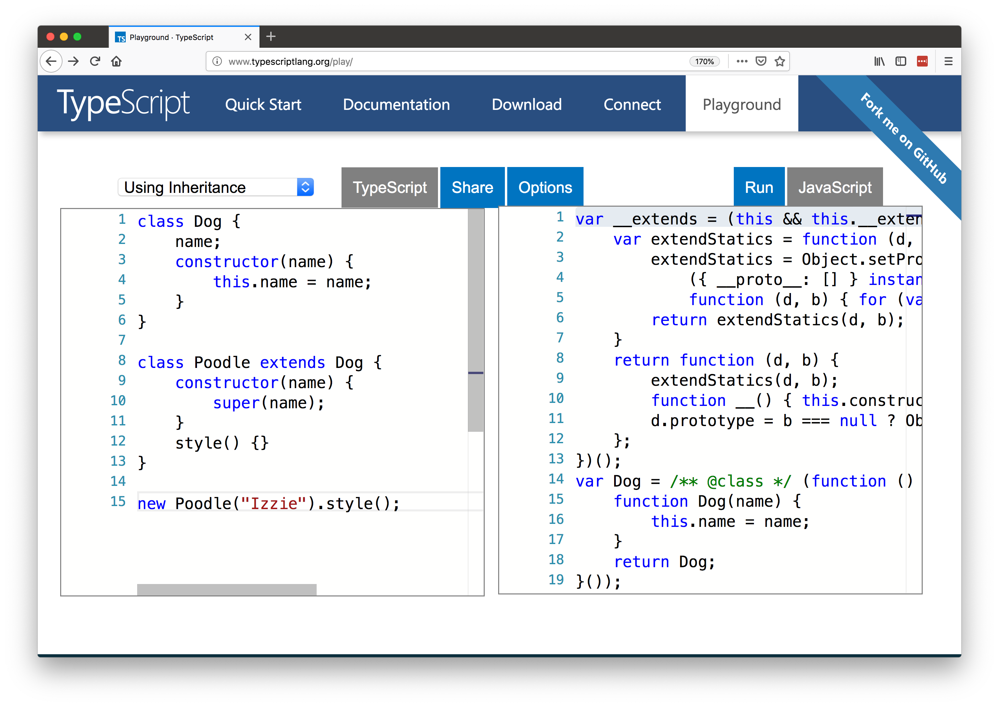 TS Playground · TypeScript
www.typescriptlang.org/play/ 170%
TypeScript Quick Start Documentation Download Connect Playground
Fork me on GitHub
Using Inheritance TypeScript Share Options Run JavaScript
1 class Dog {
2     name;
3     constructor(name) {
4         this.name = name;
5     }
6 }
7
8 class Poodle extends Dog {
9     constructor(name) {
10         super(name);
11     }
12     style() {}
13 }
14
15 new Poodle("Izzie").style();
1 var __extends = (this && this.__exten
2     var extendStatics = function (d,
3         extendStatics = Object.setPro
4             ({ __proto__: [] } instan
5             function (d, b) { for (va
6         return extendStatics(d, b);
7     }
8     return function (d, b) {
9         extendStatics(d, b);
10         function __() { this.construc
11         d.prototype = b === null ? Ob
12     };
13 })();
14 var Dog = /** @class */ (function ()
15     function Dog(name) {
16         this.name = name;
17     }
18     return Dog;
19 }());